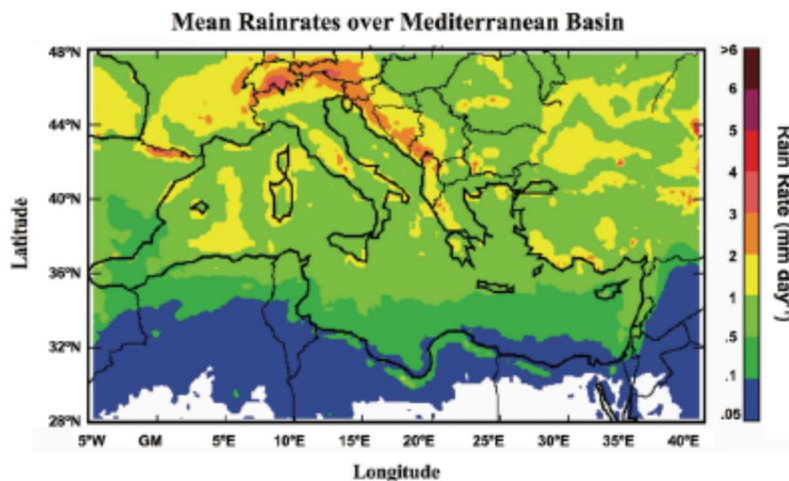 Mean Rainrates over Mediterranean Basin
48°N
44°N
40°N
36°N
32°N
28°N
Latitude
5°W GM 5°E 10°E 15°E 20°E 25°E 30°E 35°E 40°E
Longitude
>6
6
5
4
3
2
1
.5
.1
.05
Rain Rate (mm day⁻¹)